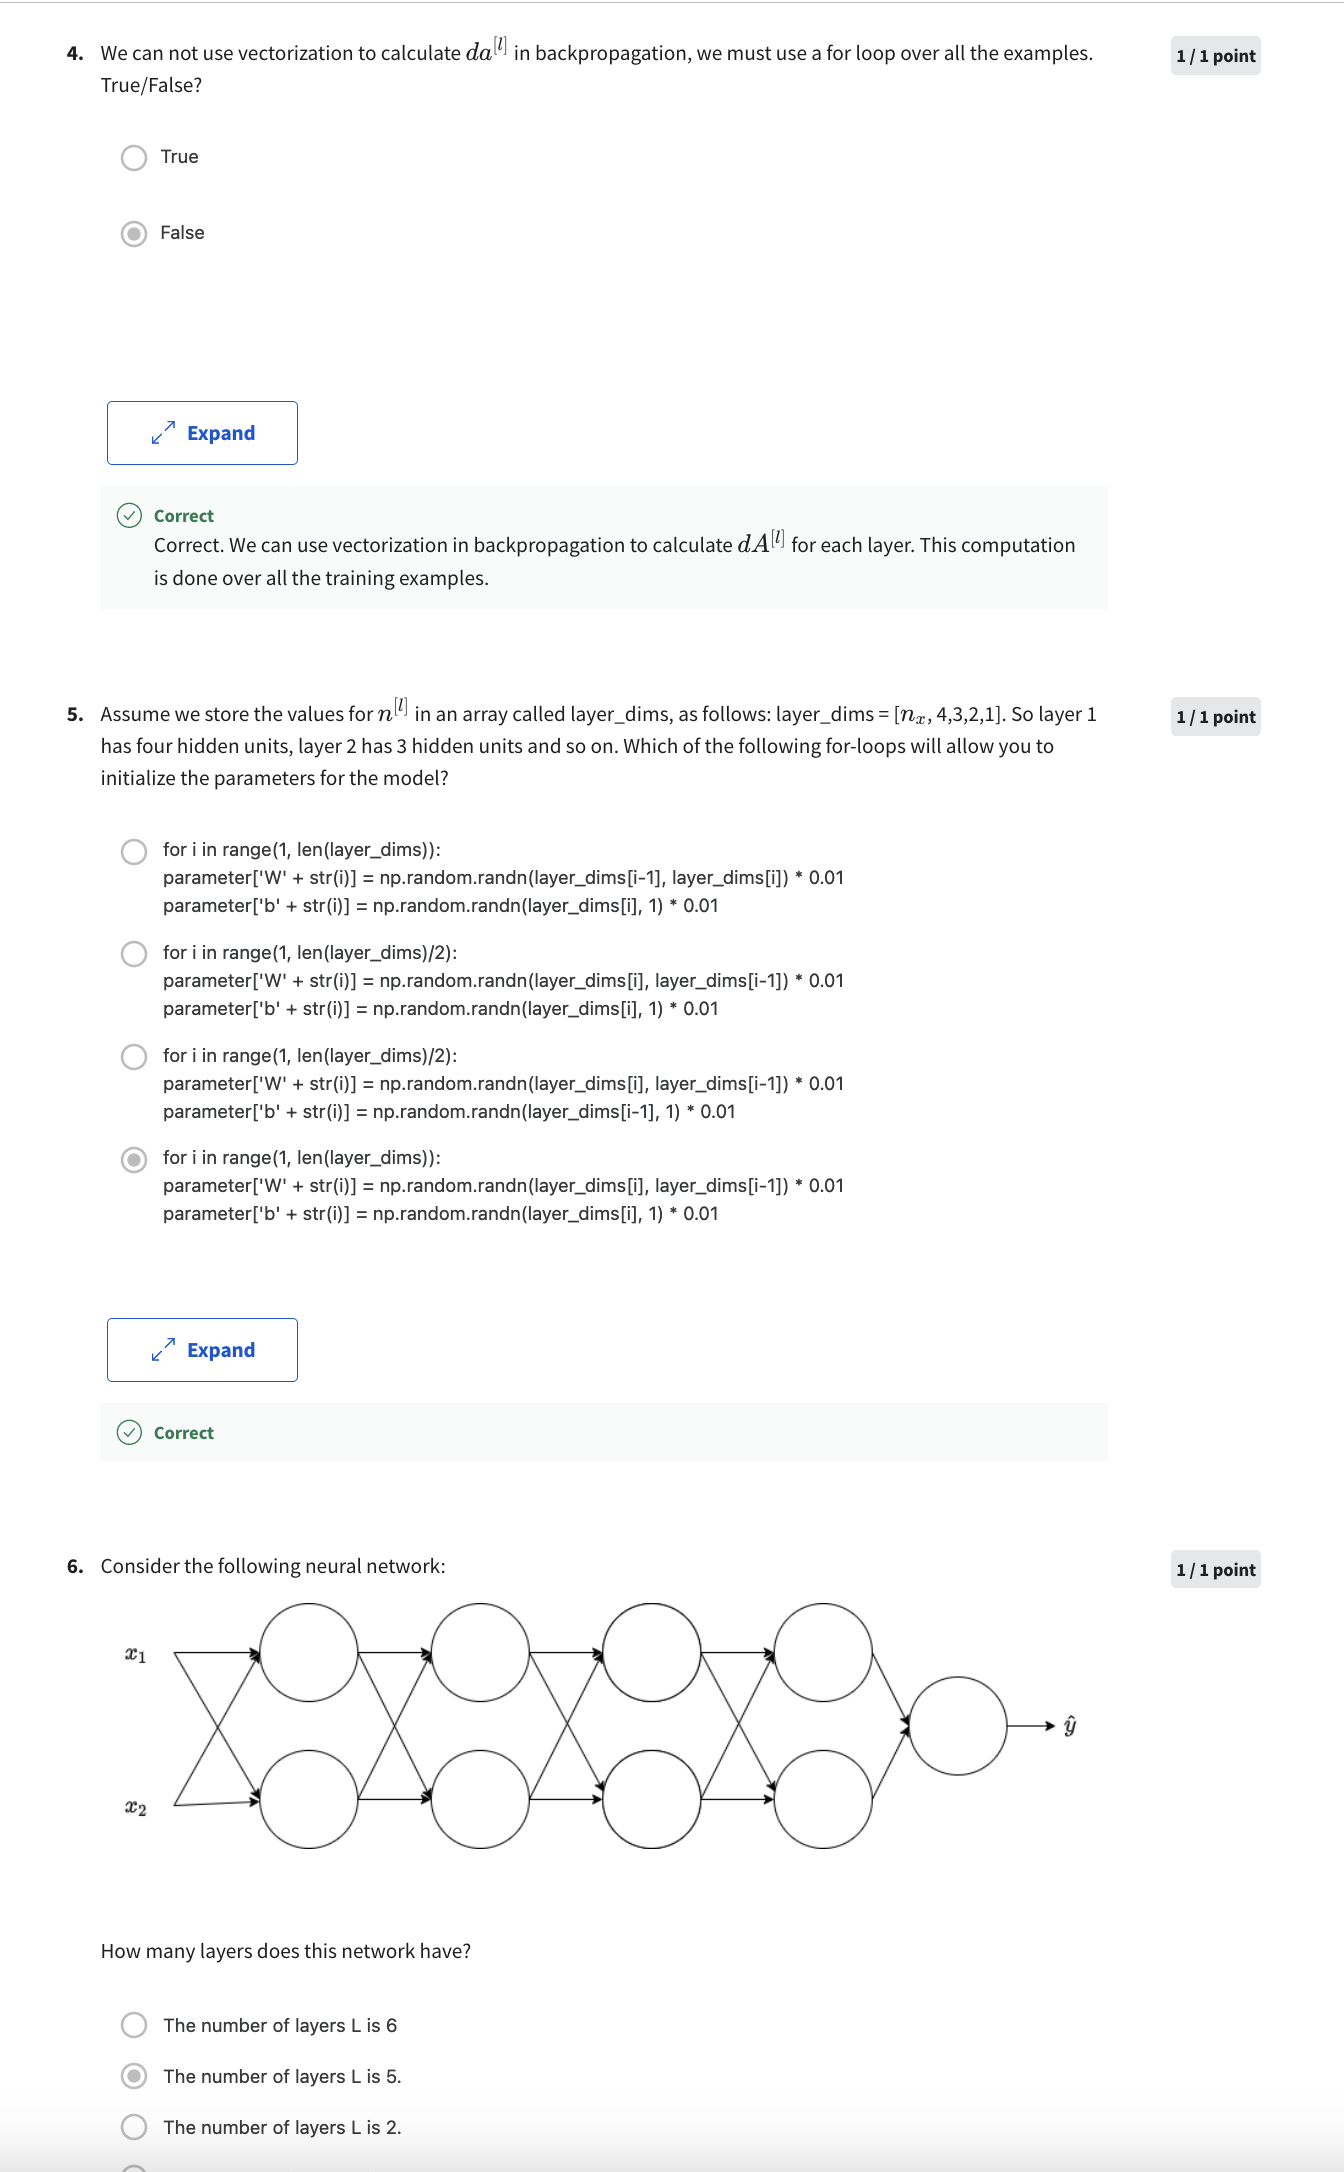 4. We can not use vectorization to calculate da^[l] in backpropagation, we must use a for loop over all the examples.
True/False?
1 / 1 point
True
False
Expand
Correct
Correct. We can use vectorization in backpropagation to calculate dA^[l] for each layer. This computation
is done over all the training examples.
5. Assume we store the values for n^[l] in an array called layer_dims, as follows: layer_dims = [n_x, 4,3,2,1]. So layer 1
has four hidden units, layer 2 has 3 hidden units and so on. Which of the following for-loops will allow you to
initialize the parameters for the model?
1 / 1 point
for i in range(1, len(layer_dims)):
parameter['W' + str(i)] = np.random.randn(layer_dims[i-1], layer_dims[i]) * 0.01
parameter['b' + str(i)] = np.random.randn(layer_dims[i], 1) * 0.01
for i in range(1, len(layer_dims)/2):
parameter['W' + str(i)] = np.random.randn(layer_dims[i], layer_dims[i-1]) * 0.01
parameter['b' + str(i)] = np.random.randn(layer_dims[i], 1) * 0.01
for i in range(1, len(layer_dims)/2):
parameter['W' + str(i)] = np.random.randn(layer_dims[i], layer_dims[i-1]) * 0.01
parameter['b' + str(i)] = np.random.randn(layer_dims[i-1], 1) * 0.01
for i in range(1, len(layer_dims)):
parameter['W' + str(i)] = np.random.randn(layer_dims[i], layer_dims[i-1]) * 0.01
parameter['b' + str(i)] = np.random.randn(layer_dims[i], 1) * 0.01
Expand
Correct
6. Consider the following neural network:
1 / 1 point
x₁
ŷ
x₂
How many layers does this network have?
The number of layers L is 6
The number of layers L is 5.
The number of layers L is 2.